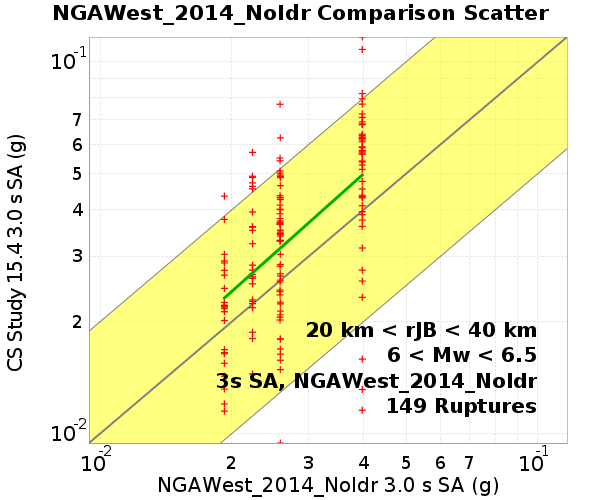 NGAWest_2014_NoIdr Comparison Scatter
CS Study 15.4 3.0 s SA (g)
10-1
7
6
5
4
3
2
10-2
20 km < rJB < 40 km
6 < Mw < 6.5
3s SA, NGAWest_2014_NoIdr
149 Ruptures
10-2 2 3 4 5 6 7 10-1
NGAWest_2014_NoIdr 3.0 s SA (g)